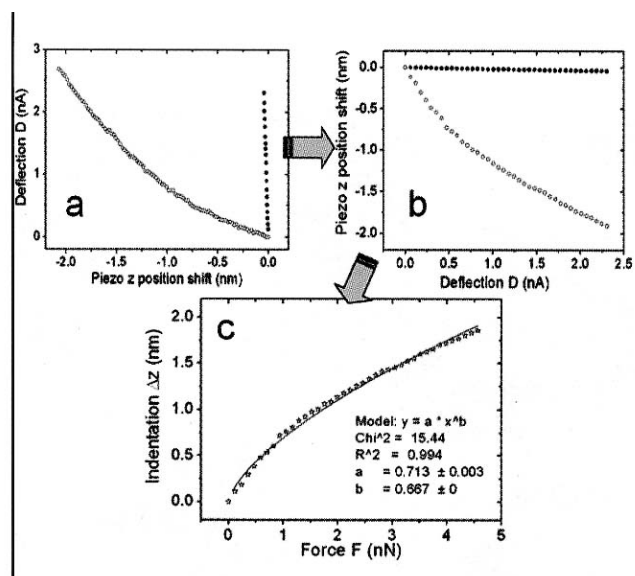 3
2
1
0
Deflection D (nA)
a
-2.0 -1.5 -1.0 -0.5 0.0
Piezo z position shift (nm)
0.0
-0.5
-1.0
-1.5
-2.0
Piezo z position shift (nm)
b
0.0 0.5 1.0 1.5 2.0 2.5
Deflection D (nA)
2.0
1.5
1.0
0.5
0.0
Indentation Δz (nm)
c
Model: y = a * x^b
Chi^2 = 15.44
R^2 = 0.994
a = 0.713 ± 0.003
b = 0.667 ± 0
0 1 2 3 4 5
Force F (nN)